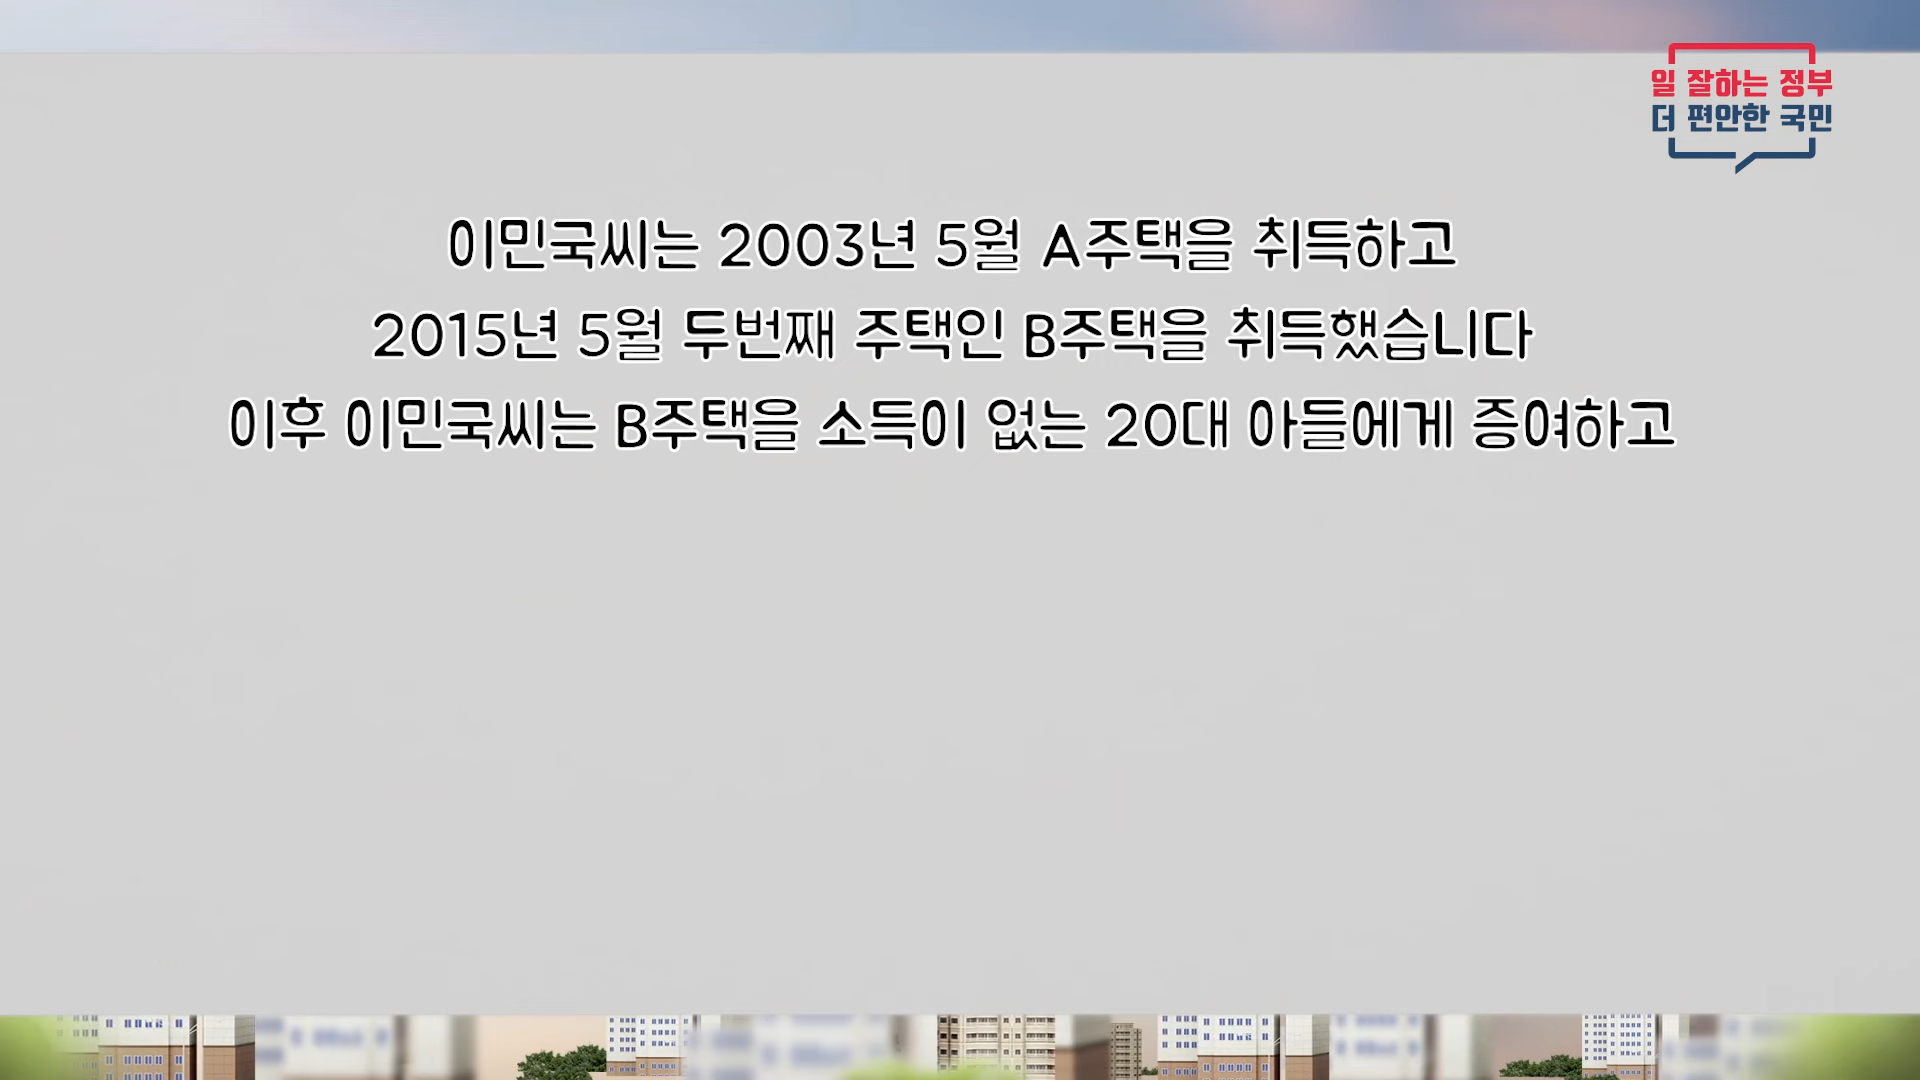 일 잘하는 정부
더 편안한 국민
이민국씨는 2003년 5월 A주택을 취득하고
2015년 5월 두번째 주택인 B주택을 취득했습니다
이후 이민국씨는 B주택을 소득이 없는 20대 아들에게 증여하고